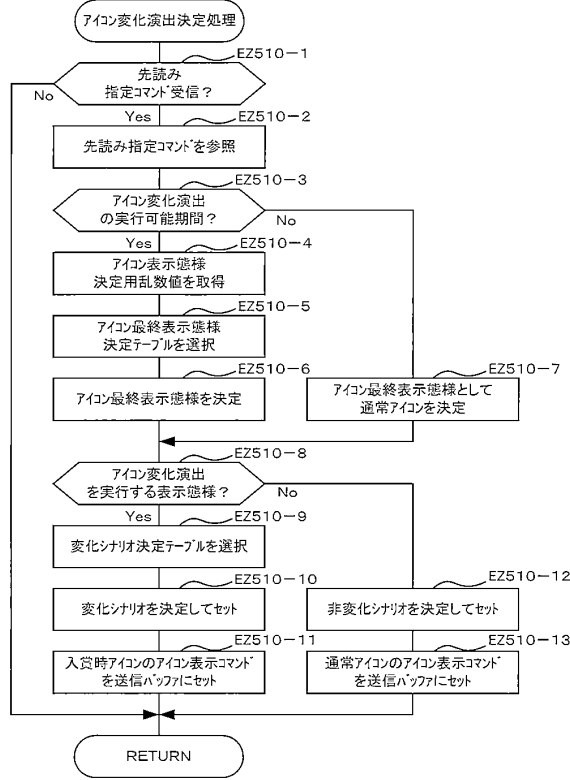 アイコン変化演出決定処理
EZ510−1
先読み
指定コマンド受信？
No
Yes
EZ510−2
先読み指定コマンドを参照
EZ510−3
アイコン変化演出
の実行可能期間？
No
Yes
EZ510−4
アイコン表示態様
決定用乱数値を取得
EZ510−5
アイコン最終表示態様
決定テーブルを選択
EZ510−6
アイコン最終表示態様を決定
EZ510−7
アイコン最終表示態様として
通常アイコンを決定
EZ510−8
アイコン変化演出
を実行する表示態様？
No
Yes
EZ510−9
変化シナリオ決定テーブルを選択
EZ510−10
変化シナリオを決定してセット
EZ510−12
非変化シナリオを決定してセット
EZ510−11
入賞時アイコンのアイコン表示コマンド
を送信バッファにセット
EZ510−13
通常アイコンのアイコン表示コマンド
を送信バッファにセット
RETURN